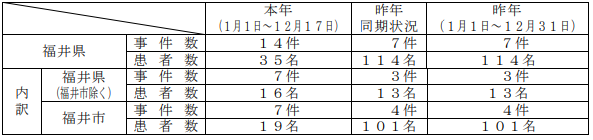 本年 昨年 昨年
(1月1日～12月17日) 同期状況 (1月1日～12月31日)
福井県 事件数 14件 7件 7件
患者数 35名 114名 114名
内訳 福井県(福井市除く) 事件数 7件 3件 3件
患者数 16名 13名 13名
福井市 事件数 7件 4件 4件
患者数 19名 101名 101名